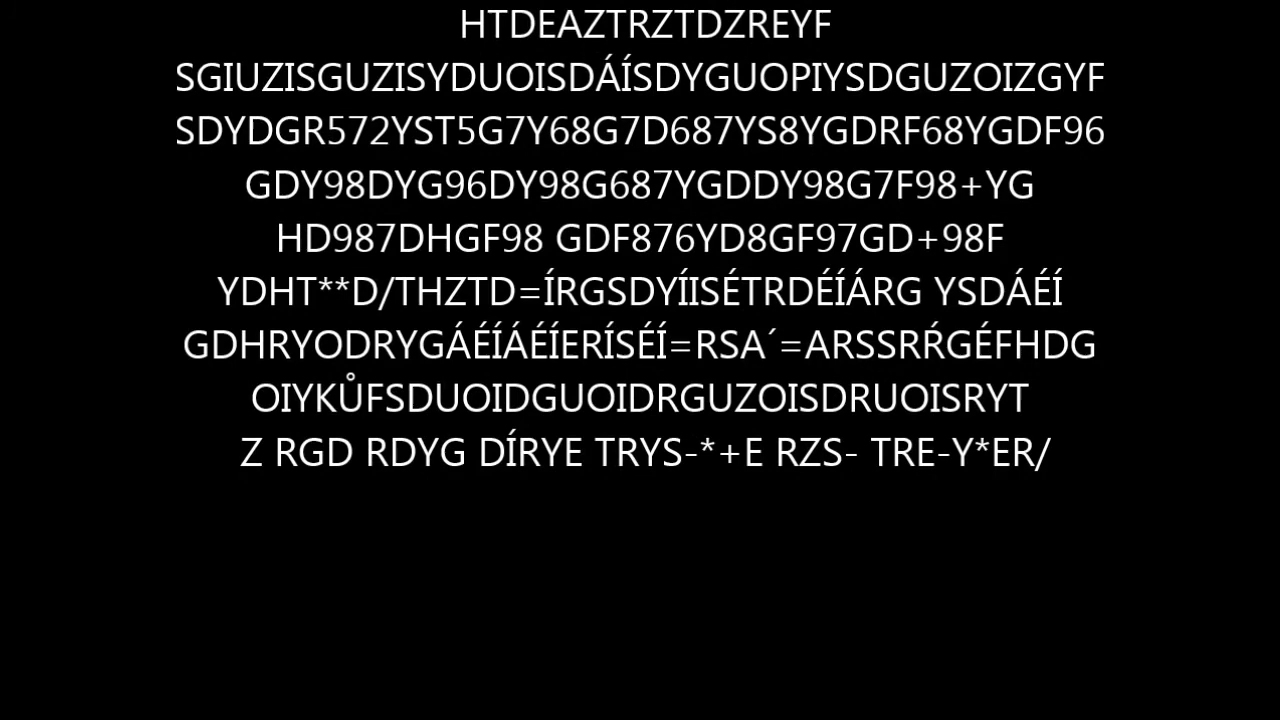 HTDEAZTRZTDZREYF
SGIUZISGUZISYDUOISDÁÍSDYGUOPIYSDGUZOIZGYF
SDYDGR572YST5G7Y68G7D687YS8YGDRF68YGDF96
GDY98DYG96DY98G687YGDDY98G7F98+YG
HD987DHGF98 GDF876YD8GF97GD+98F
YDHT**D/THZTD=ÍRGSDYÍISÉTRDÉÍÁRG YSDÁÉÍ
GDHRYODRYGÁÉÍÁÉÍERÍSÉÍ=RSA´=ARSSRŔGÉFHDG
OIYKŮFSDUOIDGUOIDRGUZOISDRUOISRYT
Z RGD RDYG DÍRYE TRYS-*+E RZS- TRE-Y*ER/